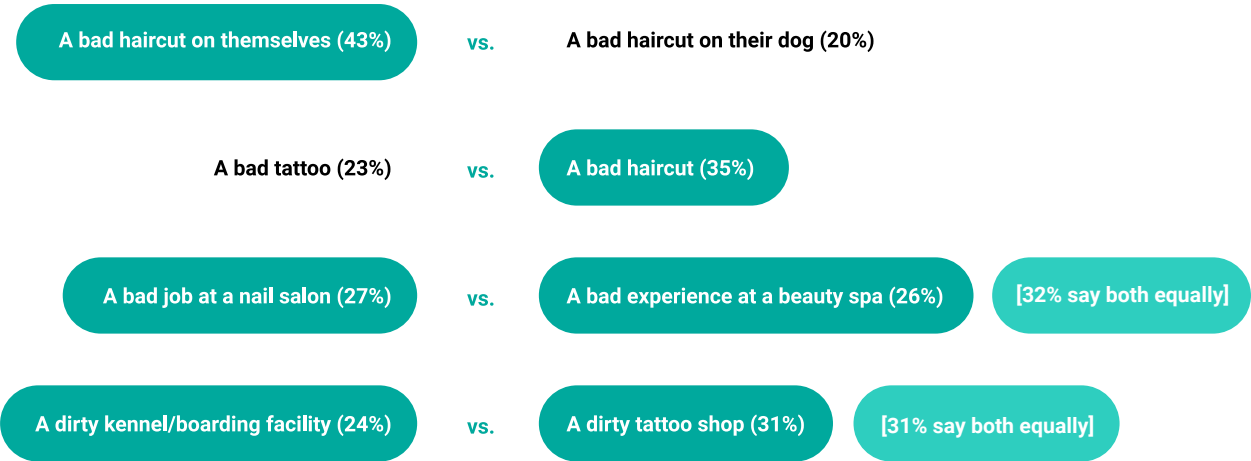 A bad haircut on themselves (43%) vs. A bad haircut on their dog (20%)
A bad tattoo (23%) vs. A bad haircut (35%)
A bad job at a nail salon (27%) vs. A bad experience at a beauty spa (26%) [32% say both equally]
A dirty kennel/boarding facility (24%) vs. A dirty tattoo shop (31%) [31% say both equally]